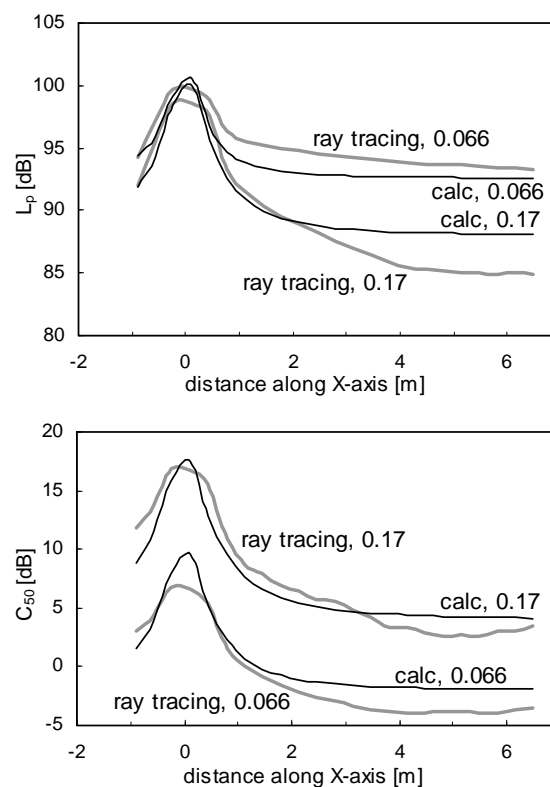 105
100
95
90
85
80
L_p [dB]
ray tracing, 0.066
calc, 0.066
calc, 0.17
ray tracing, 0.17
0
2
4
6
distance along X-axis [m]
20
15
10
5
0
-5
C_50 [dB]
ray tracing, 0.17
calc, 0.17
calc, 0.066
ray tracing, 0.066
-2
0
2
4
6
distance along X-axis [m]